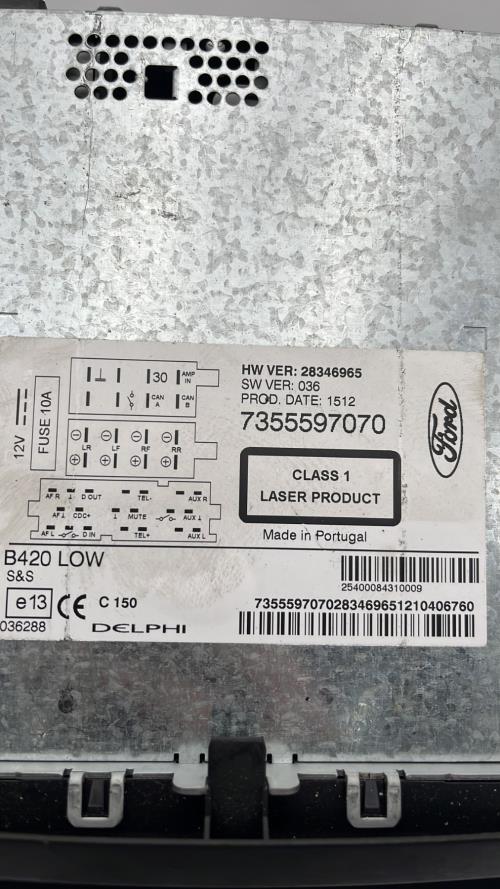 12V
FUSE 10A
30
AMP IN
CAN A
CAN B
LR
LF
RF
RR
AF R
D OUT
TEL-
AUX R
AF
CDC+
MUTE
AUX
AF L
D IN
TEL+
AUX L
HW VER: 28346965
SW VER: 036
PROD. DATE: 1512
7355597070
CLASS 1
LASER PRODUCT
Ford
Made in Portugal
B420 LOW
S&S
25400084310009
e13
CE
C 150
036288
DELPHI
7355597070283469651210406760